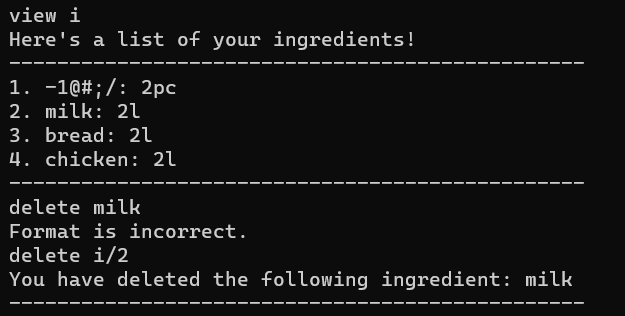 view i
Here's a list of your ingredients!
------------------------------------------------
1. -1@#;/: 2pc
2. milk: 2l
3. bread: 2l
4. chicken: 2l
------------------------------------------------
delete milk
Format is incorrect.
delete i/2
You have deleted the following ingredient: milk
------------------------------------------------